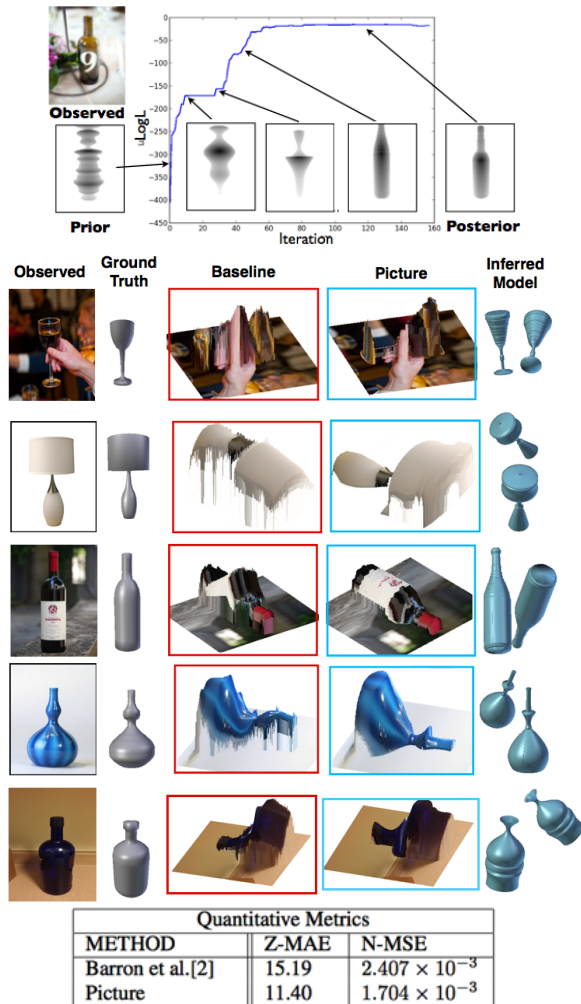 0
-50
-100
-150
-200
-250
-300
-350
-400
-450
LogL
0 20 40 60 80 100 120 140 160
Iteration
9
Observed
Prior
Posterior
Observed Ground Truth Baseline Picture Inferred Model
Quantitative Metrics
METHOD Z-MAE N-MSE
Barron et al.[2] 15.19 2.407 × 10⁻³
Picture 11.40 1.704 × 10⁻³